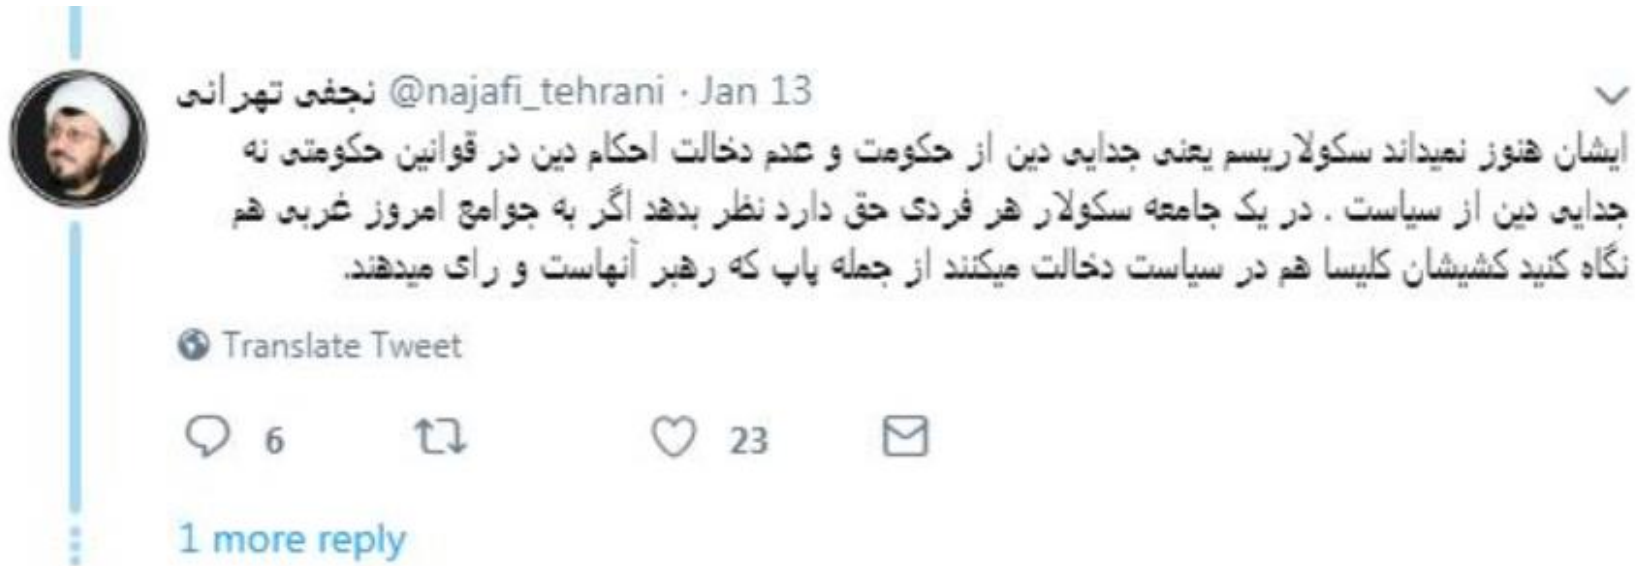 نجفی تهرانی @najafi_tehrani · Jan 13
ایشان هنوز نمیداند سکولاریسم یعنی جدایی دین از حکومت و عدم دخالت احکام دین در قوانین حکومتی نه
جدایی دین از سیاست . در یک جامعه سکولار هر فردی حق دارد نظر بدهد اگر به جوامع امروز غربی هم
نگاه کنید کشیشان کلیسا هم در سیاست دخالت میکنند از جمله پاپ که رهبر آنهاست و رای میدهند.
Translate Tweet
6 23
1 more reply